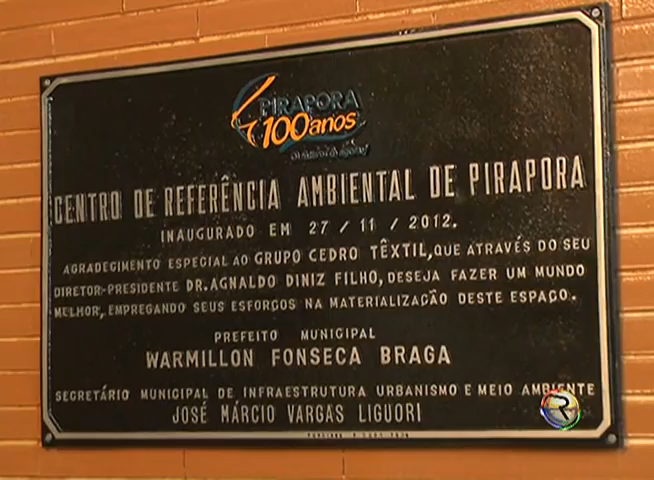 PIRAPORA
100anos
CENTRO DE REFERÊNCIA AMBIENTAL DE PIRAPORA
INAUGURADO EM 27 / 11 / 2012.
AGRADECIMENTO ESPECIAL AO GRUPO CEDRO TÊXTIL, QUE ATRAVÉS DO SEU
DIRETOR-PRESIDENTE DR. AGNALDO DINIZ FILHO, DESEJA FAZER UM MUNDO
MELHOR, EMPREGANDO SEUS ESFORÇOS NA MATERIALIZAÇÃO DESTE ESPAÇO.
PREFEITO MUNICIPAL
WARMILLON FONSECA BRAGA
SECRETÁRIO MUNICIPAL DE INFRAESTRUTURA URBANISMO E MEIO AMBIENTE
JOSÉ MÁRCIO VARGAS LIGUORI
R